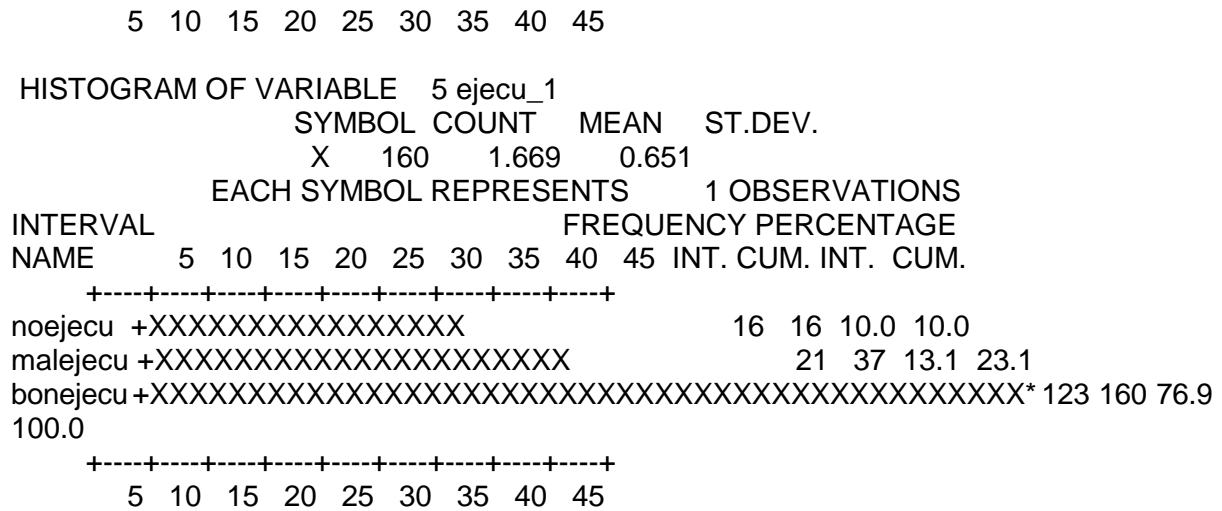 5 10 15 20 25 30 35 40 45
HISTOGRAM OF VARIABLE 5 ejecu_1
SYMBOL COUNT MEAN ST.DEV.
X 160 1.669 0.651
EACH SYMBOL REPRESENTS 1 OBSERVATIONS
INTERVAL FREQUENCY PERCENTAGE
NAME 5 10 15 20 25 30 35 40 45 INT. CUM. INT. CUM.
+----+----+----+----+----+----+----+----+----+
noejecu +XXXXXXXXXXXXXXXX 16 16 10.0 10.0
malejecu +XXXXXXXXXXXXXXXXXXXXX 21 37 13.1 23.1
bonejecu +XXXXXXXXXXXXXXXXXXXXXXXXXXXXXXXXXXXXXXXXXXXX* 123 160 76.9
100.0
+----+----+----+----+----+----+----+----+----+
5 10 15 20 25 30 35 40 45